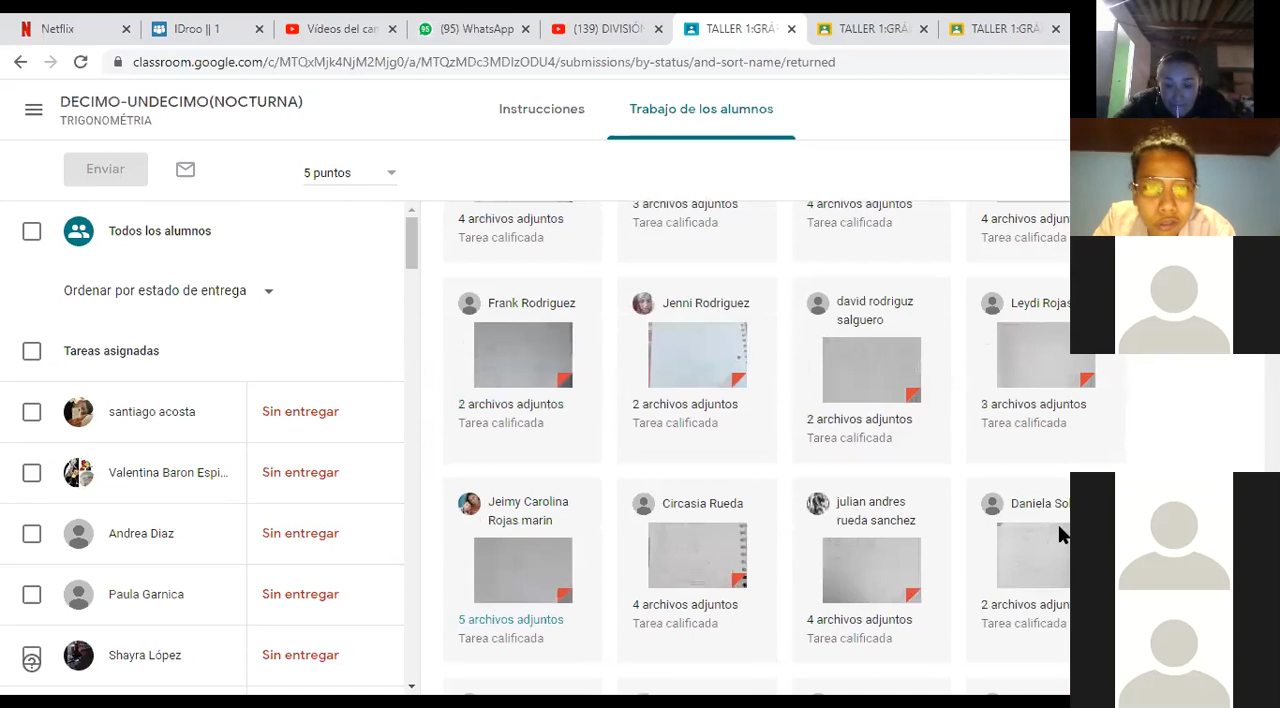 Netflix
IDroo || 1
Vídeos del car
(95) WhatsApp
(139) DIVISIÓN
TALLER 1:GRÁF
TALLER 1:GRÁ
TALLER 1:GRÁ
classroom.google.com/c/MTQxMjk4NjM2Mjg0/a/MTQzMDc3MDIzODU4/submissions/by-status/and-sort-name/returned
DECIMO-UNDECIMO(NOCTURNA)
TRIGONOMÉTRIA
Instrucciones
Trabajo de los alumnos
Enviar
5 puntos
Todos los alumnos
Ordenar por estado de entrega
Tareas asignadas
santiago acosta
Sin entregar
Valentina Baron Espi...
Sin entregar
Andrea Diaz
Sin entregar
Paula Garnica
Sin entregar
Shayra López
Sin entregar
4 archivos adjuntos
Tarea calificada
3 archivos adjuntos
Tarea calificada
4 archivos adjuntos
Tarea calificada
4 archivos adju
Tarea calificada
Frank Rodriguez
2 archivos adjuntos
Tarea calificada
Jenni Rodriguez
2 archivos adjuntos
Tarea calificada
david rodriguz
salguero
2 archivos adjuntos
Tarea calificada
Leydi Rojas
3 archivos adjuntos
Tarea calificada
Jeimy Carolina
Rojas marin
5 archivos adjuntos
Tarea calificada
Circasia Rueda
4 archivos adjuntos
Tarea calificada
julian andres
rueda sanchez
4 archivos adjuntos
Tarea calificada
Daniela Sol
2 archivos adjun
Tarea calificada